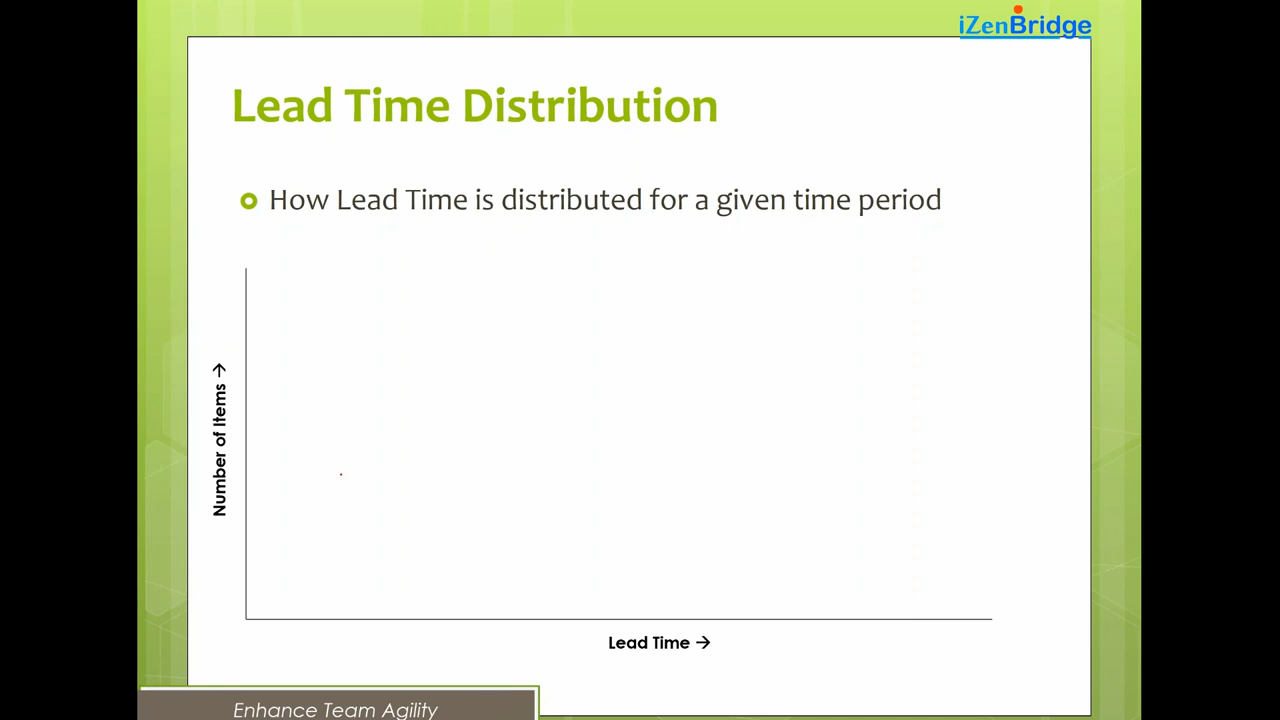 iZenBridge
Lead Time Distribution
How Lead Time is distributed for a given time period
Number of Items →
Lead Time →
Enhance Team Agility